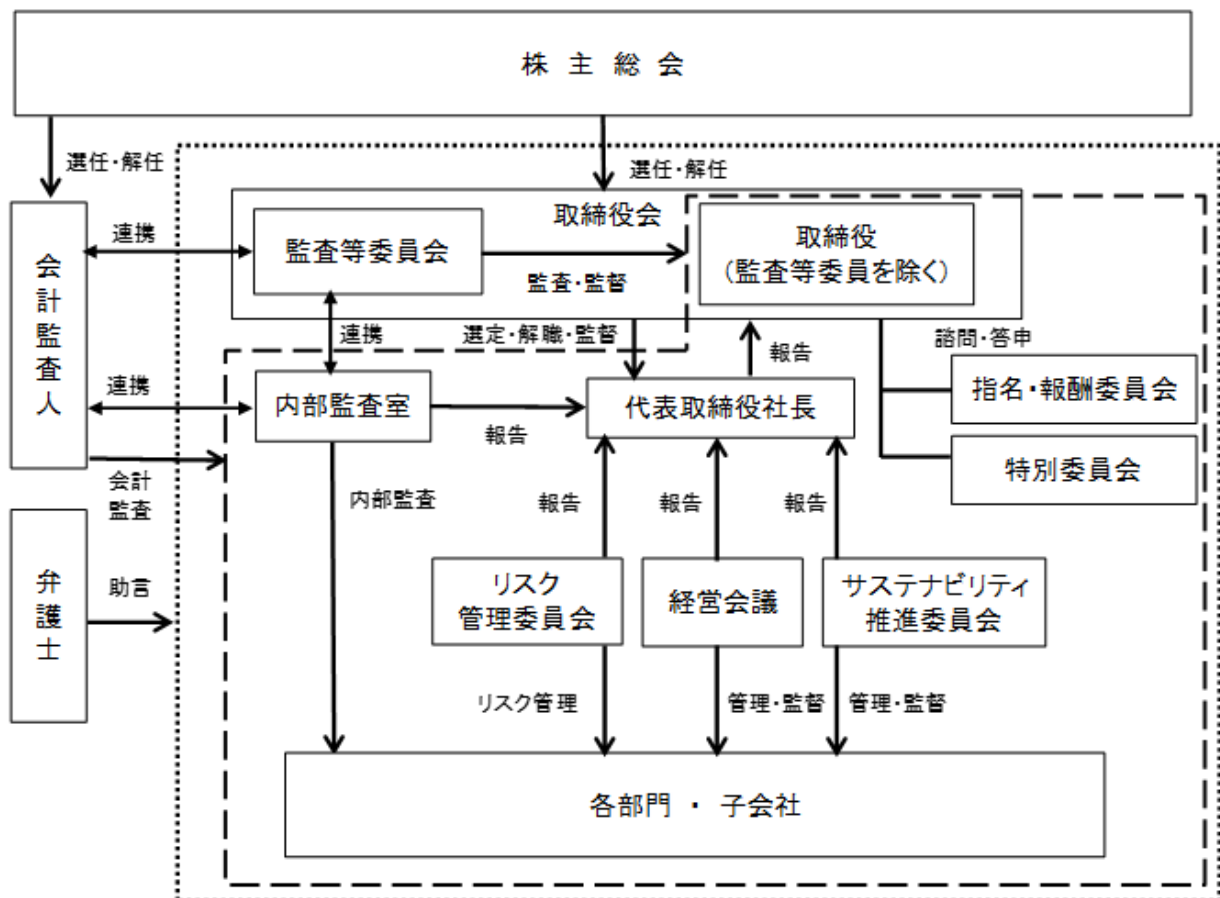 株 主 総 会
選任・解任
選任・解任
取締役会
会計監査人
連携
監査等委員会
監査・監督
取締役
(監査等委員を除く)
連携
選定・解職・監督
報告
諮問・答申
連携
内部監査室
報告
代表取締役社長
指名・報酬委員会
特別委員会
会計
監査
内部監査
報告
報告
報告
弁護士
助言
リスク
管理委員会
経営会議
サステナビリティ
推進委員会
リスク管理
管理・監督
管理・監督
各部門 ・ 子会社